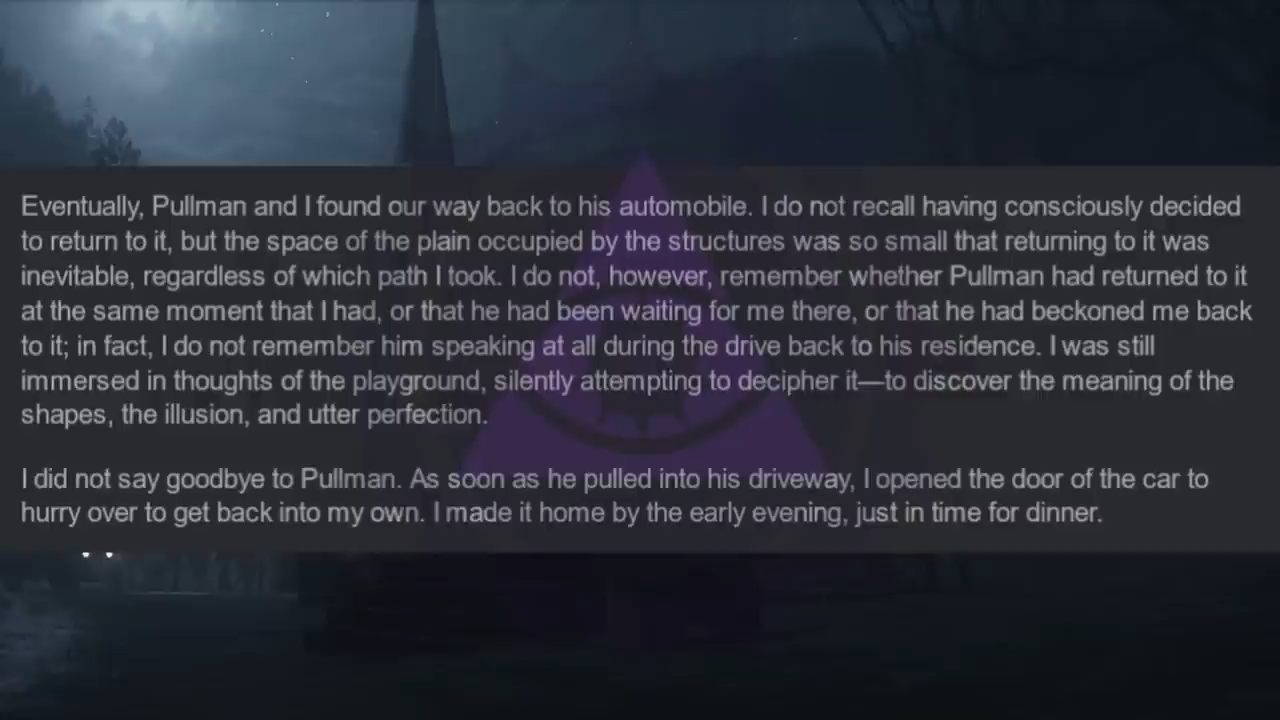 Eventually, Pullman and I found our way back to his automobile. I do not recall having consciously decided
to return to it, but the space of the plain occupied by the structures was so small that returning to it was
inevitable, regardless of which path I took. I do not, however, remember whether Pullman had returned to it
at the same moment that I had, or that he had been waiting for me there, or that he had beckoned me back
to it; in fact, I do not remember him speaking at all during the drive back to his residence. I was still
immersed in thoughts of the playground, silently attempting to decipher it—to discover the meaning of the
shapes, the illusion, and utter perfection.
I did not say goodbye to Pullman. As soon as he pulled into his driveway, I opened the door of the car to
hurry over to get back into my own. I made it home by the early evening, just in time for dinner.